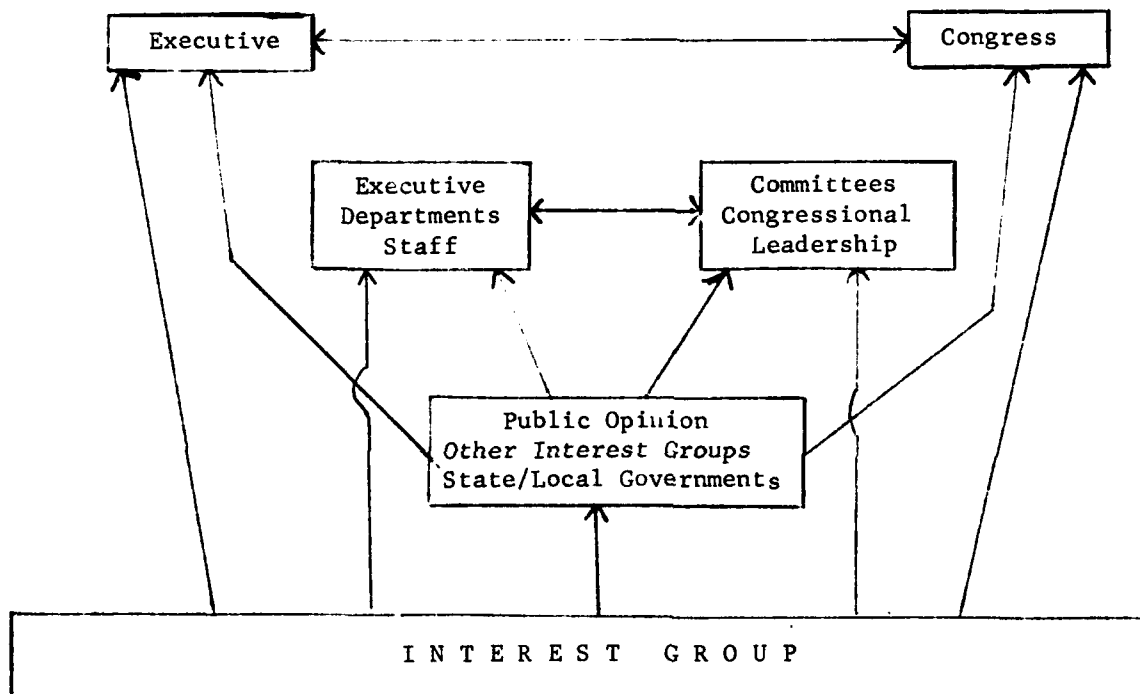 Executive
Congress
Executive
Departments
Staff
Committees
Congressional
Leadership
Public Opinion
Other Interest Groups
State/Local Governments
INTEREST GROUP